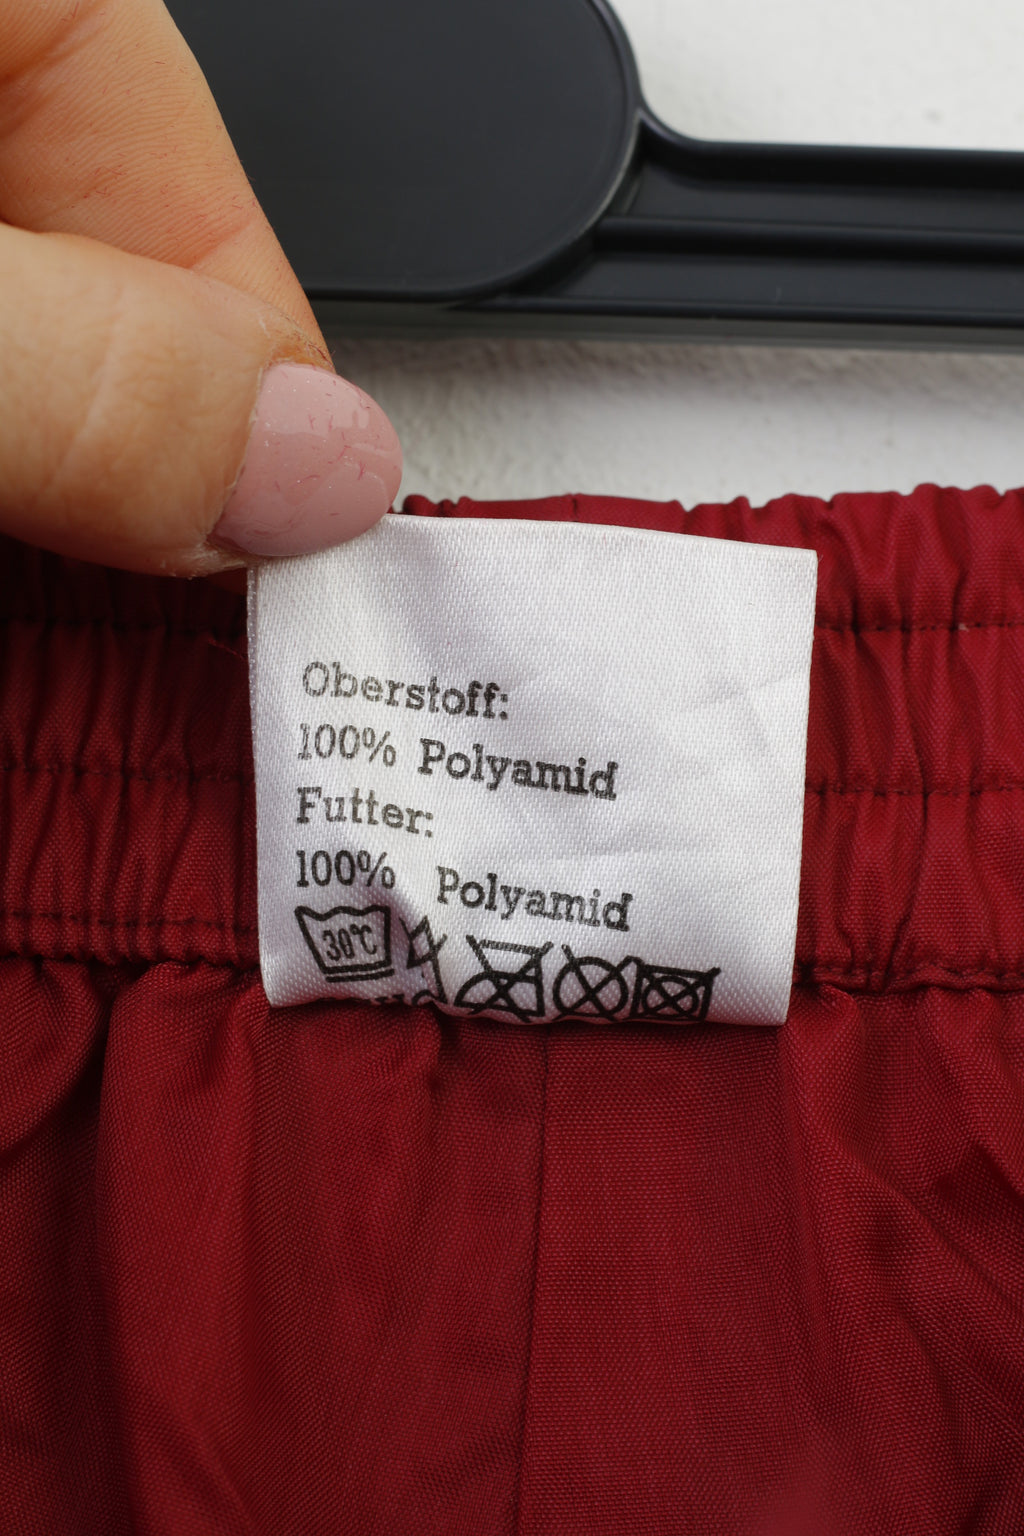 Oberstoff:
100% Polyamid
Futter:
100% Polyamid
30°C